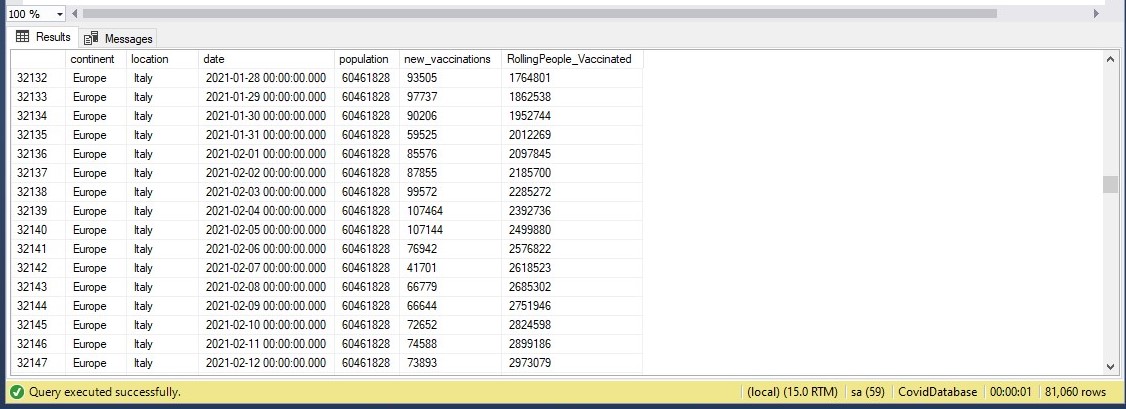 100 %
Results Messages
continent location date population new_vaccinations RollingPeople_Vaccinated
32132 Europe Italy 2021-01-28 00:00:00.000 60461828 93505 1764801
32133 Europe Italy 2021-01-29 00:00:00.000 60461828 97737 1862538
32134 Europe Italy 2021-01-30 00:00:00.000 60461828 90206 1952744
32135 Europe Italy 2021-01-31 00:00:00.000 60461828 59525 2012269
32136 Europe Italy 2021-02-01 00:00:00.000 60461828 85576 2097845
32137 Europe Italy 2021-02-02 00:00:00.000 60461828 87855 2185700
32138 Europe Italy 2021-02-03 00:00:00.000 60461828 99572 2285272
32139 Europe Italy 2021-02-04 00:00:00.000 60461828 107464 2392736
32140 Europe Italy 2021-02-05 00:00:00.000 60461828 107144 2499880
32141 Europe Italy 2021-02-06 00:00:00.000 60461828 76942 2576822
32142 Europe Italy 2021-02-07 00:00:00.000 60461828 41701 2618523
32143 Europe Italy 2021-02-08 00:00:00.000 60461828 66779 2685302
32144 Europe Italy 2021-02-09 00:00:00.000 60461828 66644 2751946
32145 Europe Italy 2021-02-10 00:00:00.000 60461828 72652 2824598
32146 Europe Italy 2021-02-11 00:00:00.000 60461828 74588 2899186
32147 Europe Italy 2021-02-12 00:00:00.000 60461828 73893 2973079
Query executed successfully. (local) (15.0 RTM) sa (59) CovidDatabase 00:00:01 81,060 rows